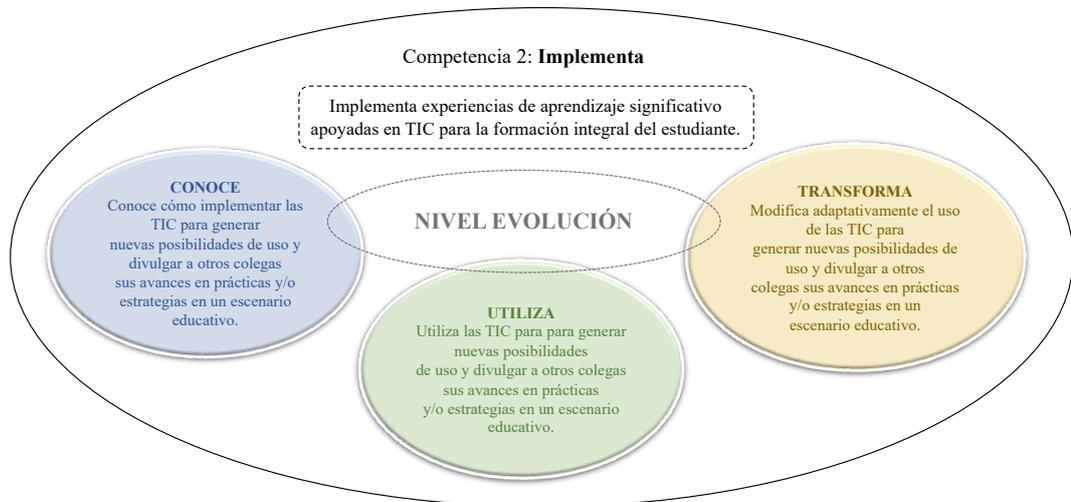 Competencia 2: Implementa
Implementa experiencias de aprendizaje significativo
apoyadas en TIC para la formación integral del estudiante.
CONOCE
Conoce cómo implementar las
TIC para generar
nuevas posibilidades de uso y
divulgar a otros colegas
sus avances en prácticas y/o
estrategias en un escenario
educativo.
NIVEL EVOLUCIÓN
UTILIZA
Utiliza las TIC para para generar
nuevas posibilidades
de uso y divulgar a otros colegas
sus avances en prácticas
y/o estrategias en un escenario
educativo.
TRANSFORMA
Modifica adaptativamente el uso
de las TIC para
generar nuevas posibilidades de
uso y divulgar a otros
colegas sus avances en prácticas
y/o estrategias en un
escenario educativo.